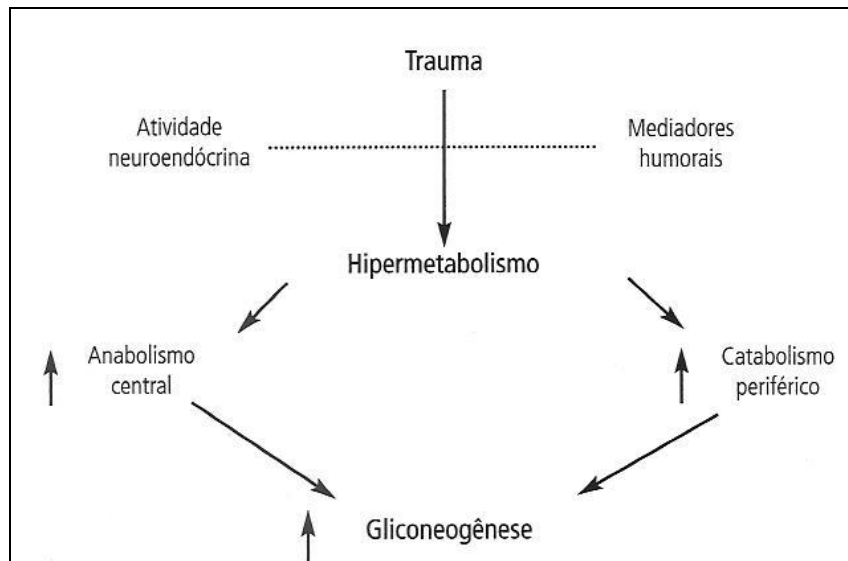 Trauma
Atividade
neuroendócrina
Mediadores
humorais
Hipermetabolismo
Anabolismo
central
Catabolismo
periférico
Gliconeogênese